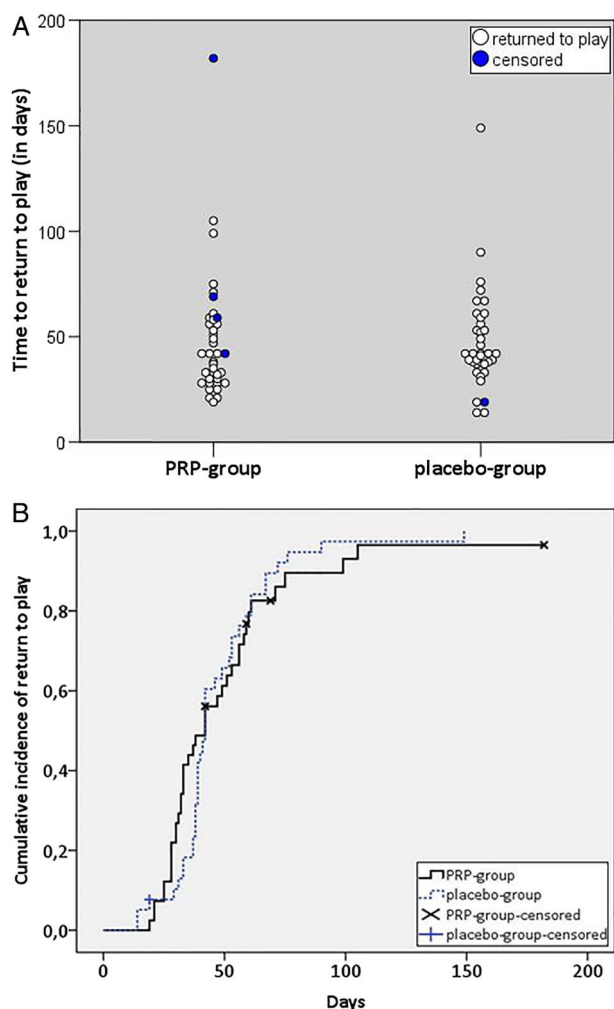 A
Time to return to play (in days)
200
150
100
50
0
returned to play
censored
PRP-group
placebo-group
B
Cumulative incidence of return to play
1,0
0,8
0,6
0,4
0,2
0,0
PRP-group
placebo-group
PRP-group-censored
placebo-group-censored
0
50
100
150
200
Days